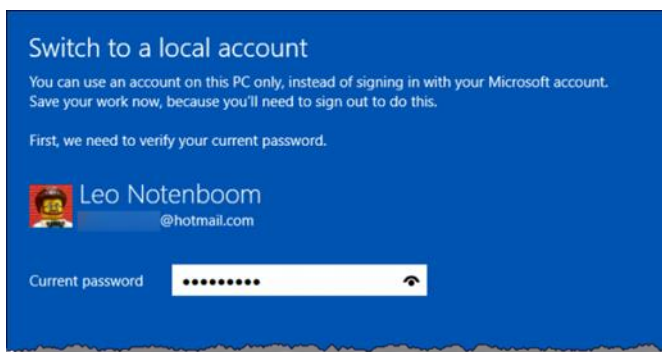 Switch to a local account
You can use an account on this PC only, instead of signing in with your Microsoft account.
Save your work now, because you'll need to sign out to do this.
First, we need to verify your current password.
Leo Notenboom
@hotmail.com
Current password •••••••••